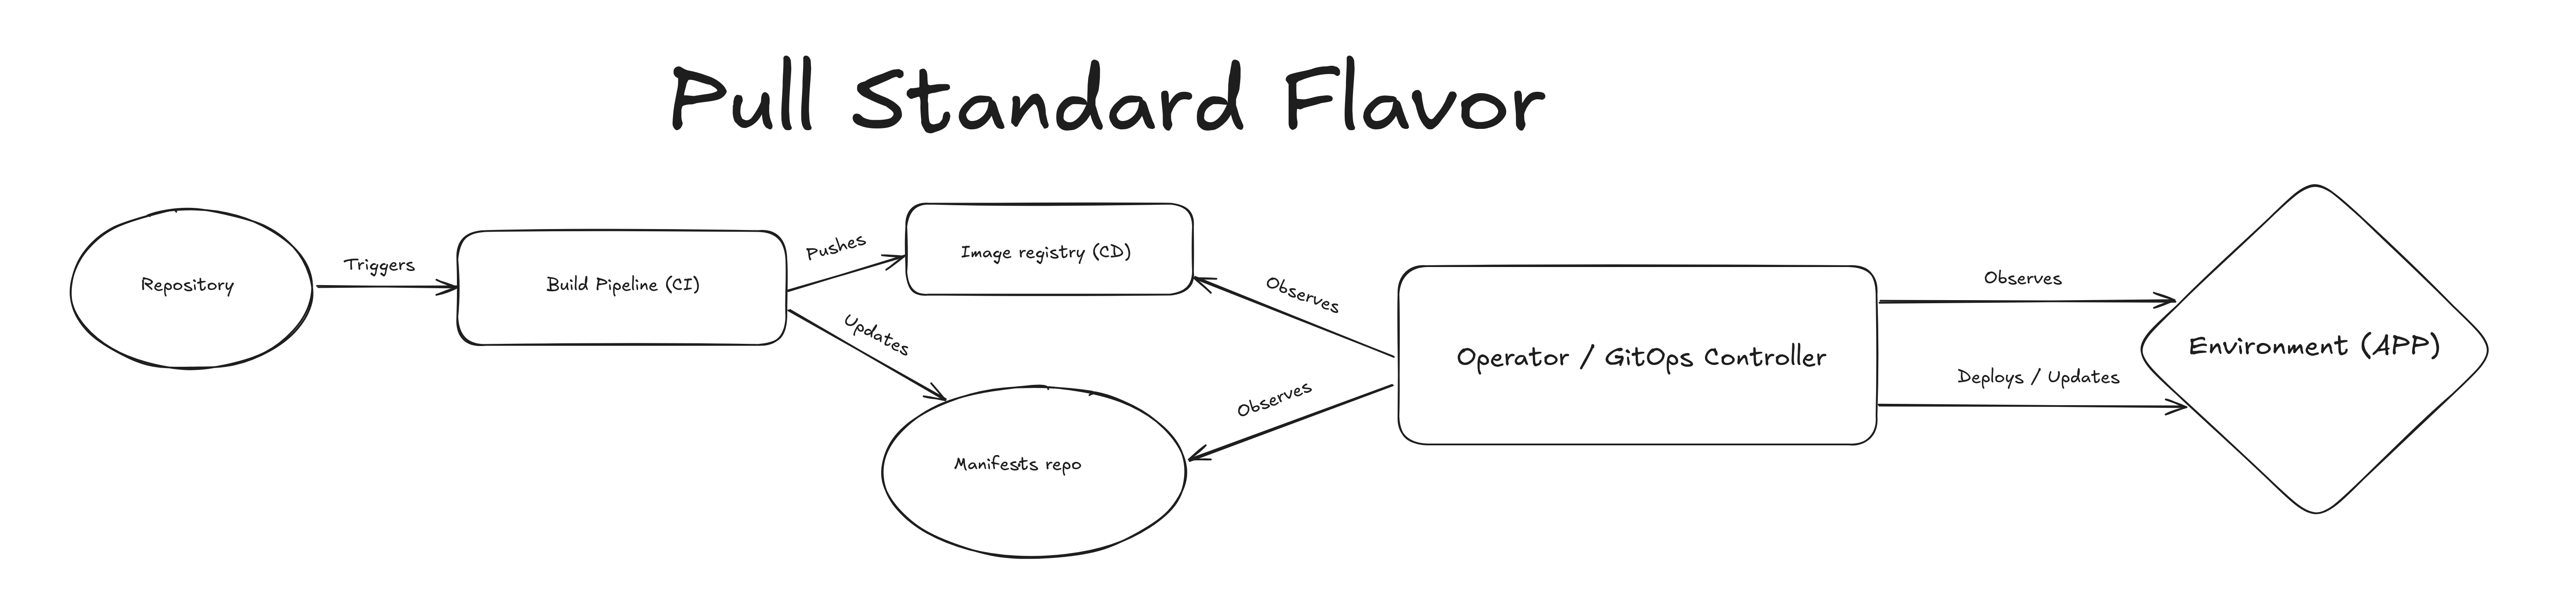 Pull Standard Flavor
Repository
Triggers
Build Pipeline (CI)
Pushes
Updates
Image registry (CD)
Manifests repo
Observes
Observes
Operator / GitOps Controller
Observes
Deploys / Updates
Environment (APP)